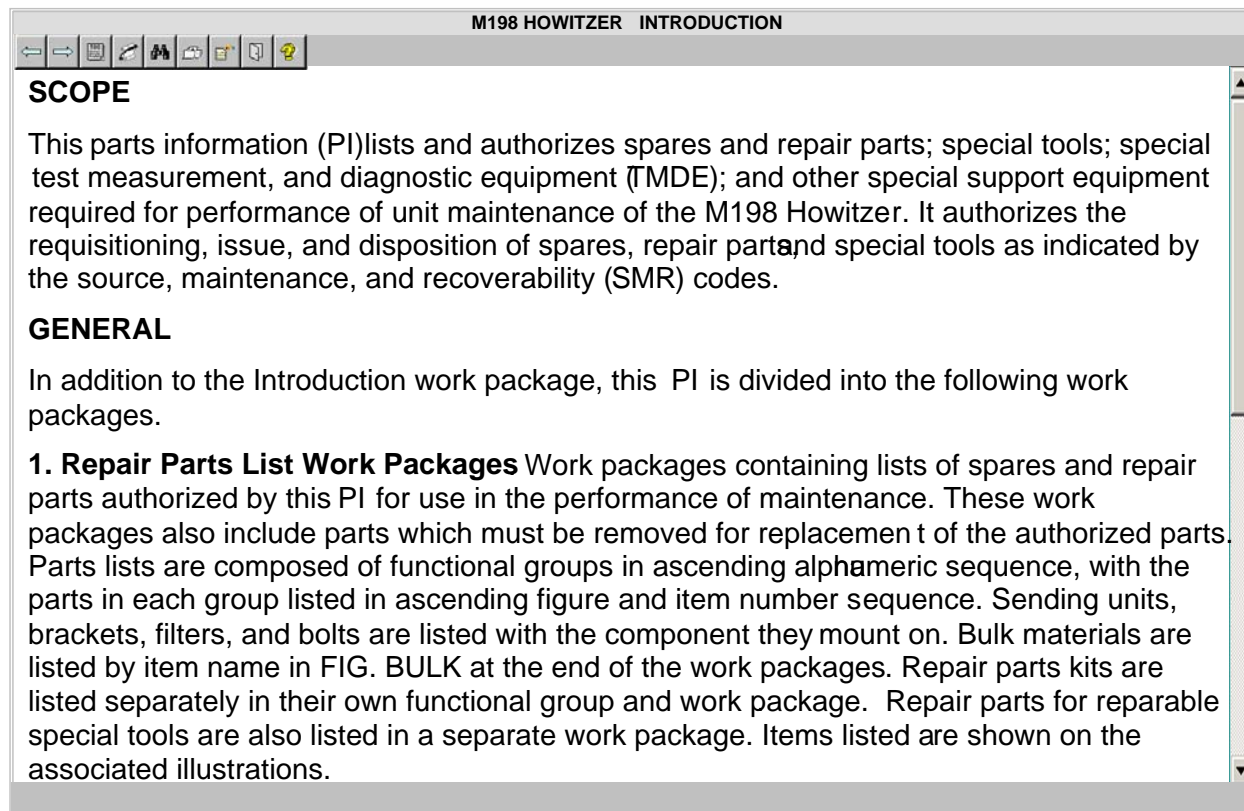 M198 HOWITZER INTRODUCTION
SCOPE
This parts information (PI)lists and authorizes spares and repair parts; special tools; special
test measurement, and diagnostic equipment (TMDE); and other special support equipment
required for performance of unit maintenance of the M198 Howitzer. It authorizes the
requisitioning, issue, and disposition of spares, repair parts, and special tools as indicated by
the source, maintenance, and recoverability (SMR) codes.
GENERAL
In addition to the Introduction work package, this PI is divided into the following work
packages.
1. Repair Parts List Work Packages. Work packages containing lists of spares and repair
parts authorized by this PI for use in the performance of maintenance. These work
packages also include parts which must be removed for replacemen t of the authorized parts.
Parts lists are composed of functional groups in ascending alphanumeric sequence, with the
parts in each group listed in ascending figure and item number sequence. Sending units,
brackets, filters, and bolts are listed with the component they mount on. Bulk materials are
listed by item name in FIG. BULK at the end of the work packages. Repair parts kits are
listed separately in their own functional group and work package. Repair parts for reparable
special tools are also listed in a separate work package. Items listed are shown on the
associated illustrations.